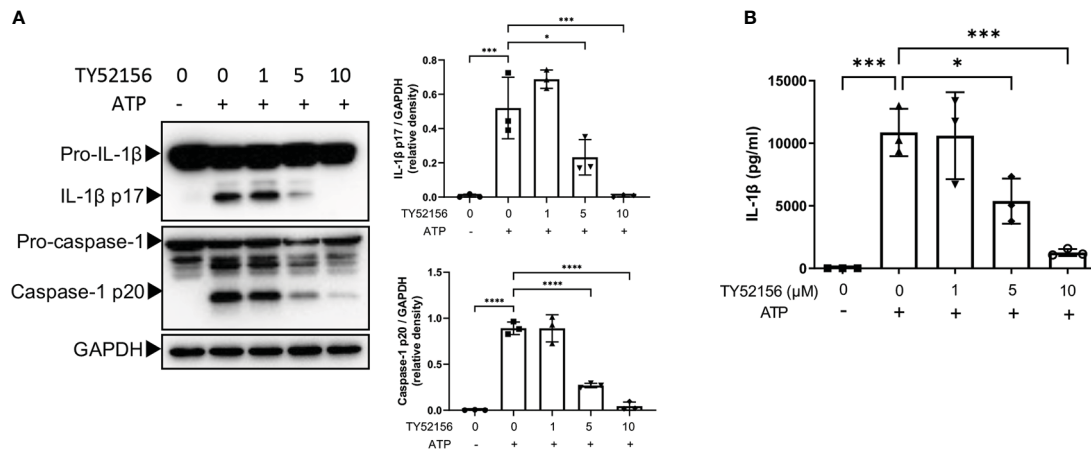 A
TY52156 0 0 1 5 10
ATP - + + + +
Pro-IL-1β
IL-1β p17
Pro-caspase-1
Caspase-1 p20
GAPDH
***
*
***
IL-1β p17 / GAPDH
(relative density)
0.8
0.6
0.4
0.2
0.0
TY52156 0 0 1 5 10
ATP - + + + +
****
****
****
Caspase-1 p20 / GAPDH
(relative density)
1.5
1.0
0.5
0.0
TY52156 0 0 1 5 10
ATP - + + + +
B
***
***
*
IL-1β (pg/ml)
15000
10000
5000
0
TY52156 (μM) 0 0 1 5 10
ATP - + + + +